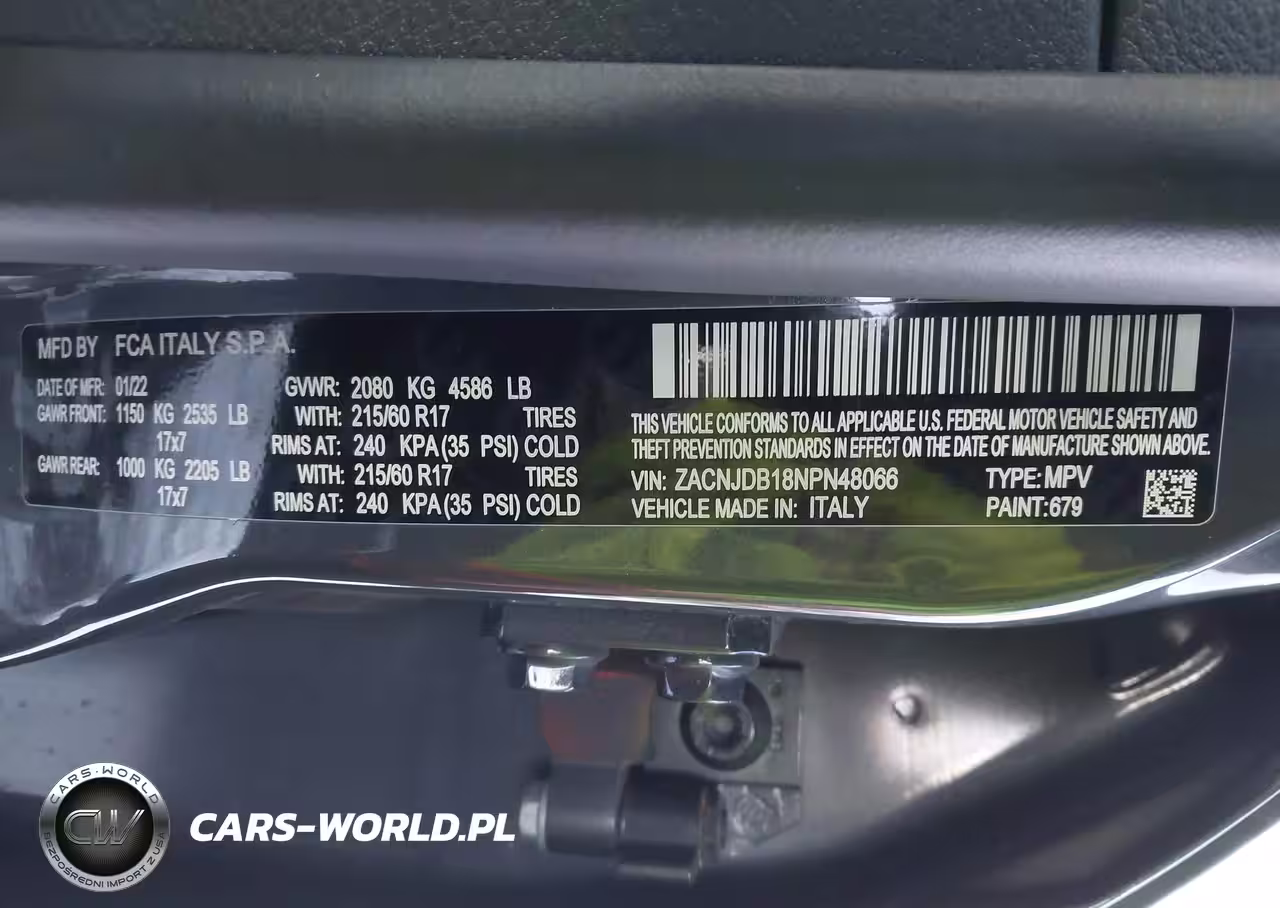 MFD BY FCA ITALY S.P.A.
DATE OF MFR: 01/22 GVWR: 2080 KG 4586 LB
GAWR FRONT: 1150 KG 2535 LB WITH: 215/60 R17 TIRES
17x7 RIMS AT: 240 KPA (35 PSI) COLD
GAWR REAR: 1000 KG 2205 LB WITH: 215/60 R17 TIRES
17x7 RIMS AT: 240 KPA (35 PSI) COLD
THIS VEHICLE CONFORMS TO ALL APPLICABLE U.S. FEDERAL MOTOR VEHICLE SAFETY AND
THEFT PREVENTION STANDARDS IN EFFECT ON THE DATE OF MANUFACTURE SHOWN ABOVE.
VIN: ZACNJDB18NPN48066 TYPE: MPV
VEHICLE MADE IN: ITALY PAINT:679
CARS-WORLD
CW
BEZPOŚREDNI IMPORT Z USA
CARS-WORLD.PL